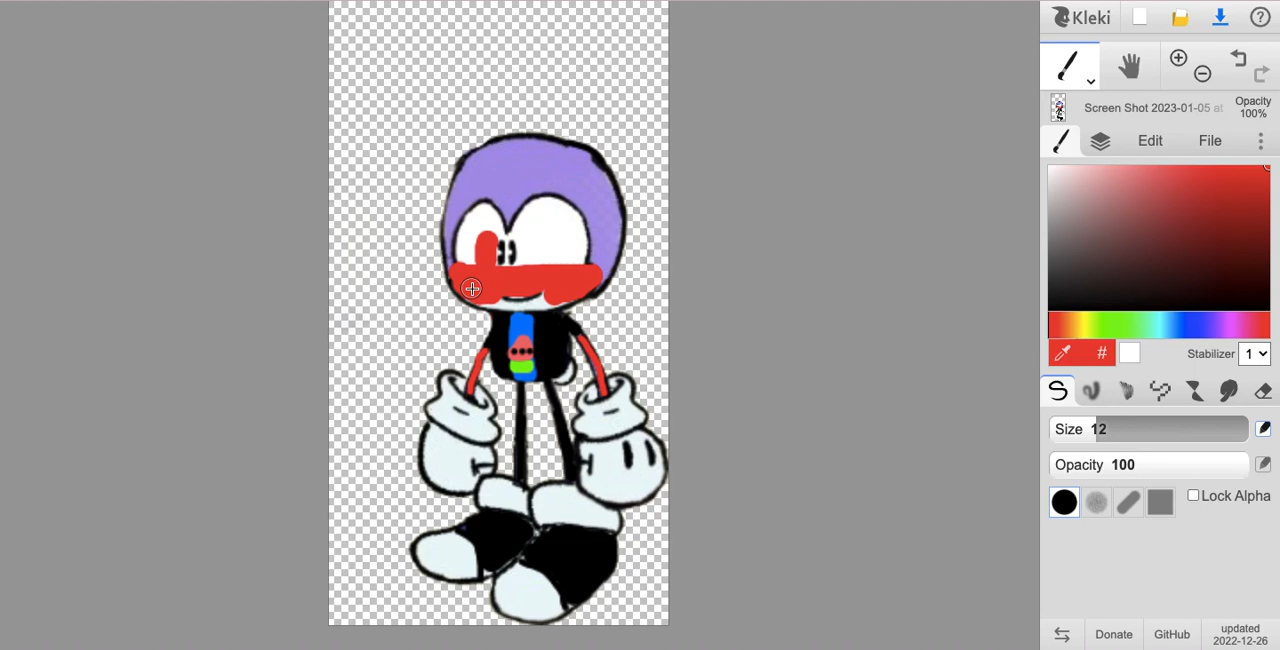 Kleki
Screen Shot 2023-01-05 at
Opacity
100%
Edit
File
#
Stabilizer
1
Size 12
Opacity 100
Lock Alpha
Donate
GitHub
updated
2022-12-26